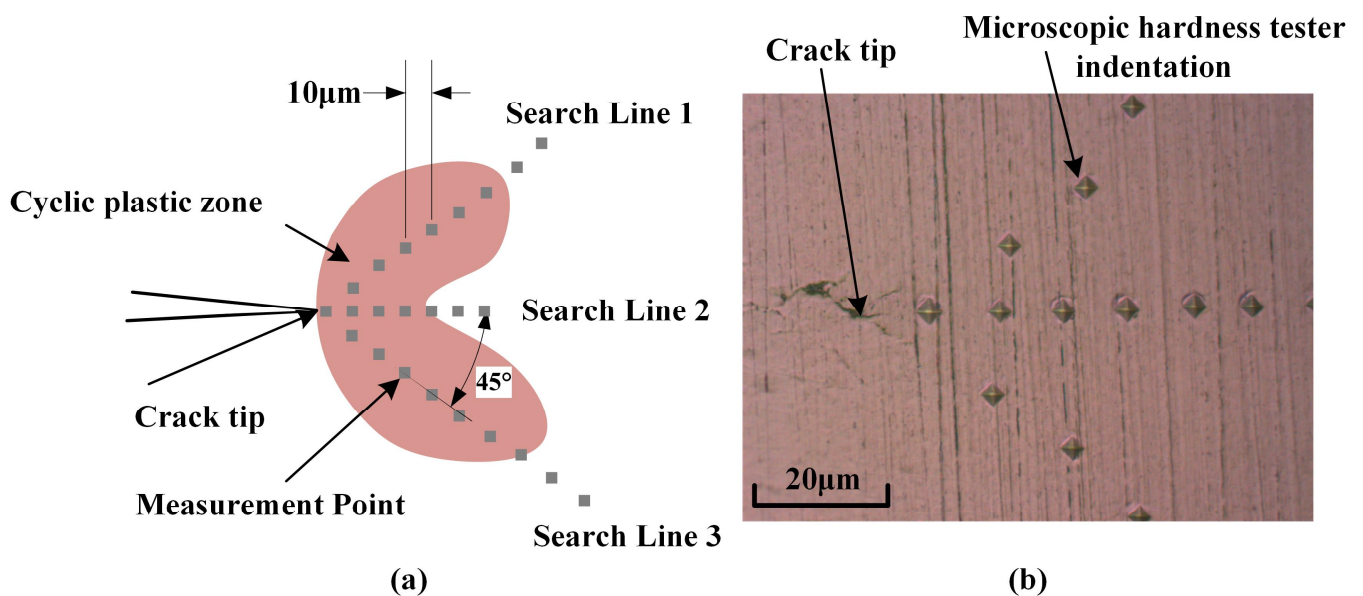 10μm
Search Line 1
Cyclic plastic zone
Search Line 2
45°
Crack tip
Measurement Point
Search Line 3
(a)
Microscopic hardness tester
indentation
Crack tip
20μm
(b)